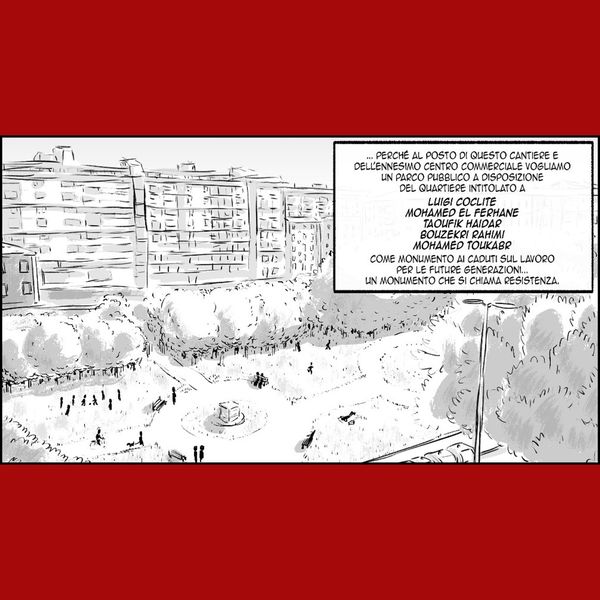 ... PERCHÉ AL POSTO DI QUESTO CANTIERE E
DELL'ENNESIMO CENTRO COMMERCIALE VOGLIAMO
UN PARCO PUBBLICO A DISPOSIZIONE
DEL QUARTIERE INTITOLATO A
LUIGI COCLITE
MOHAMED EL FERHANE
TAOUFIK HAIDAR
BOUZEKRI RAHIMI
MOHAMED TOUKABR
COME MONUMENTO AI CADUTI SUL LAVORO
PER LE FUTURE GENERAZIONI...
UN MONUMENTO CHE SI CHIAMA RESISTENZA.